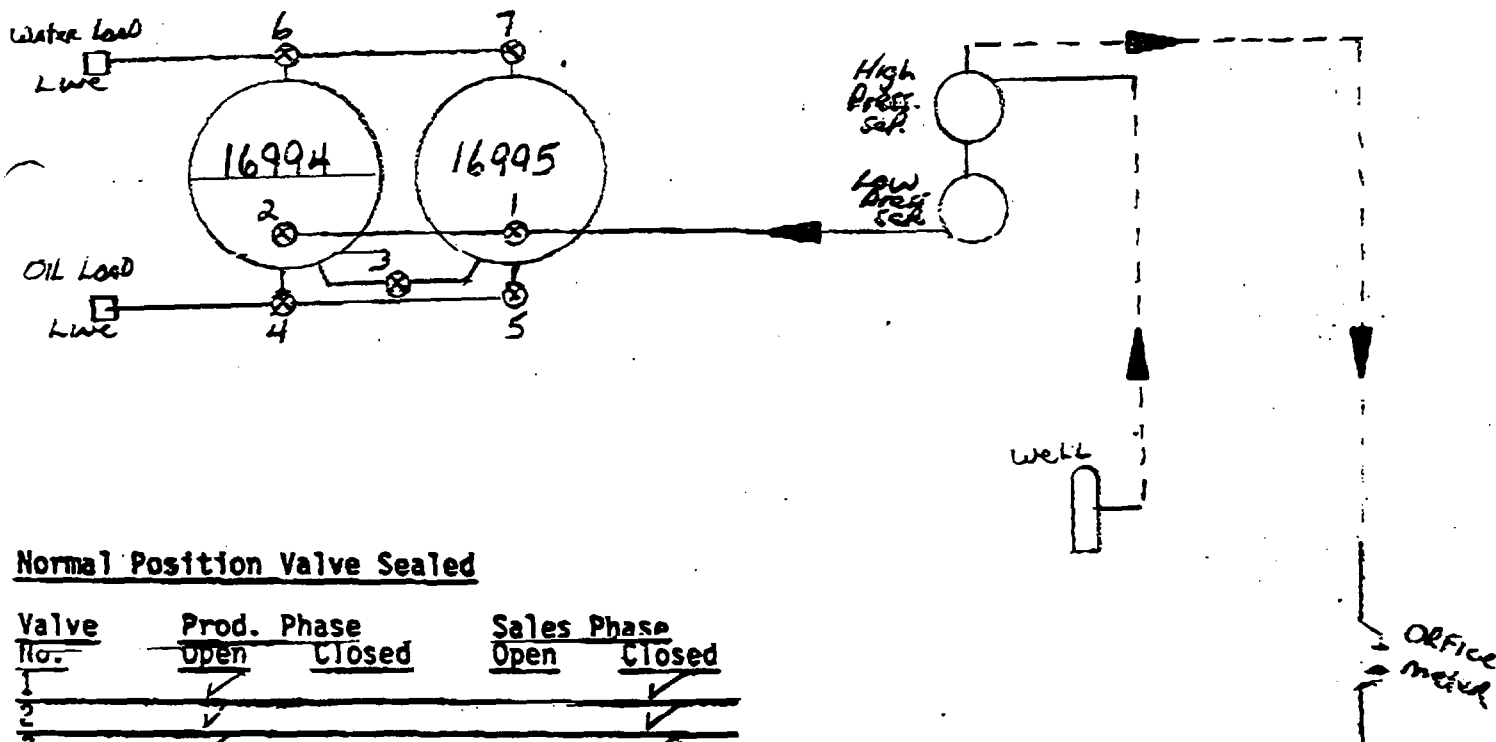 6
7
Water Load
Line
High
Press.
Sep.
16994
16995
Low
Press
Sep.
2
1
3
Oil Load
Line
4
5
Well
Normal Position Valve Sealed
Valve Prod. Phase Sales Phase
No. Open Closed Open Closed
1
2
3
Orfice
meter